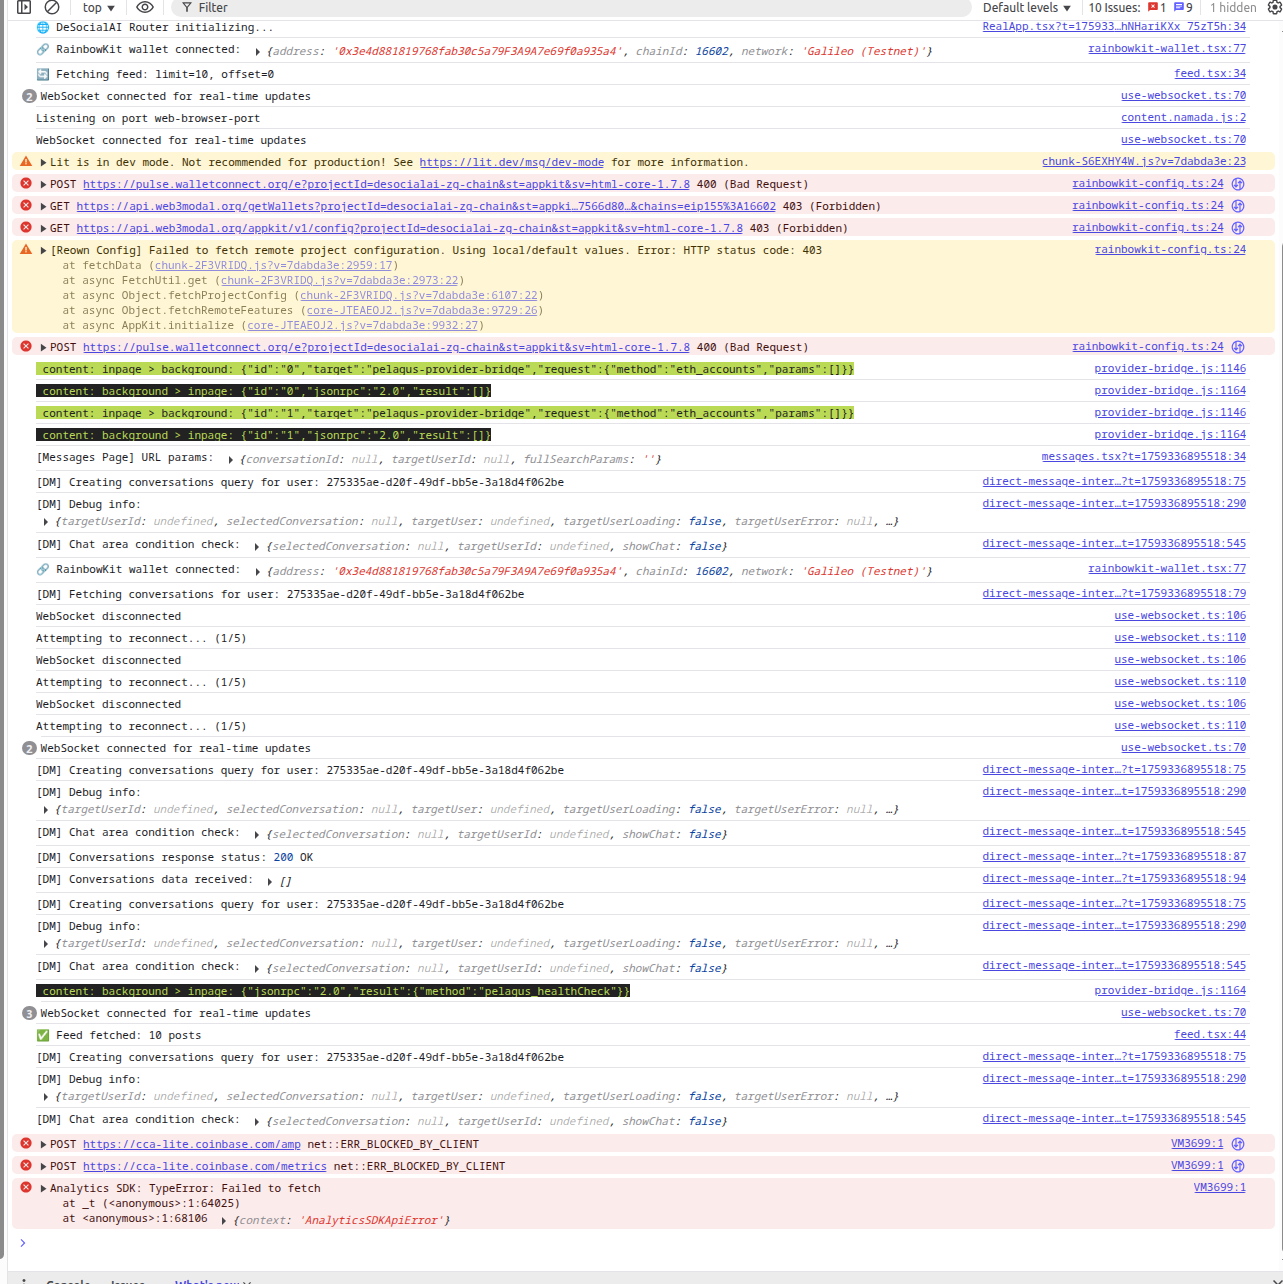 top ▼ Filter Default levels ▼ 10 Issues: 1 9 1 hidden
🌐 DeSocialAI Router initializing... RealApp.tsx?t=175933…hNHariKXx_75zT5h:34
🔗 RainbowKit wallet connected: ▶ {address: '0x3e4d881819768fab30c5a79F3A9A7e69f0a935a4', chainId: 16602, network: 'Galileo (Testnet)'} rainbowkit-wallet.tsx:77
🔄 Fetching feed: limit=10, offset=0 feed.tsx:34
2 WebSocket connected for real-time updates use-websocket.ts:70
Listening on port web-browser-port content.namada.js:2
WebSocket connected for real-time updates use-websocket.ts:70
▶ Lit is in dev mode. Not recommended for production! See https://lit.dev/msg/dev-mode for more information. chunk-S6EXHY4W.js?v=7dabda3e:23
▶ POST https://pulse.walletconnect.org/e?projectId=desocialai-zg-chain&st=appkit&sv=html-core-1.7.8 400 (Bad Request) rainbowkit-config.ts:24
▶ GET https://api.web3modal.org/getWallets?projectId=desocialai-zg-chain&st=appki…7566d80…&chains=eip155%3A16602 403 (Forbidden) rainbowkit-config.ts:24
▶ GET https://api.web3modal.org/appkit/v1/config?projectId=desocialai-zg-chain&st=appkit&sv=html-core-1.7.8 403 (Forbidden) rainbowkit-config.ts:24
▶ [Reown Config] Failed to fetch remote project configuration. Using local/default values. Error: HTTP status code: 403 rainbowkit-config.ts:24
at fetchData (chunk-2F3VRIDQ.js?v=7dabda3e:2959:17)
at async FetchUtil.get (chunk-2F3VRIDQ.js?v=7dabda3e:2973:22)
at async Object.fetchProjectConfig (chunk-2F3VRIDQ.js?v=7dabda3e:6107:22)
at async Object.fetchRemoteFeatures (core-JTEAEOJ2.js?v=7dabda3e:9729:26)
at async AppKit.initialize (core-JTEAEOJ2.js?v=7dabda3e:9932:27)
▶ POST https://pulse.walletconnect.org/e?projectId=desocialai-zg-chain&st=appkit&sv=html-core-1.7.8 400 (Bad Request) rainbowkit-config.ts:24
content: inpage > background: {"id":"0","target":"pelagus-provider-bridge","request":{"method":"eth_accounts","params":[]}} provider-bridge.js:1146
content: background > inpage: {"id":"0","jsonrpc":"2.0","result":[]} provider-bridge.js:1164
content: inpage > background: {"id":"1","target":"pelagus-provider-bridge","request":{"method":"eth_accounts","params":[]}} provider-bridge.js:1146
content: background > inpage: {"id":"1","jsonrpc":"2.0","result":[]} provider-bridge.js:1164
[Messages Page] URL params: ▶ {conversationId: null, targetUserId: null, fullSearchParams: ''} messages.tsx?t=1759336895518:34
[DM] Creating conversations query for user: 275335ae-d20f-49df-bb5e-3a18d4f062be direct-message-inter…?t=1759336895518:75
[DM] Debug info: direct-message-inter…t=1759336895518:290
▶ {targetUserId: undefined, selectedConversation: null, targetUser: undefined, targetUserLoading: false, targetUserError: null, …}
[DM] Chat area condition check: ▶ {selectedConversation: null, targetUserId: undefined, showChat: false} direct-message-inter…t=1759336895518:545
🔗 RainbowKit wallet connected: ▶ {address: '0x3e4d881819768fab30c5a79F3A9A7e69f0a935a4', chainId: 16602, network: 'Galileo (Testnet)'} rainbowkit-wallet.tsx:77
[DM] Fetching conversations for user: 275335ae-d20f-49df-bb5e-3a18d4f062be direct-message-inter…?t=1759336895518:79
WebSocket disconnected use-websocket.ts:106
Attempting to reconnect... (1/5) use-websocket.ts:110
WebSocket disconnected use-websocket.ts:106
Attempting to reconnect... (1/5) use-websocket.ts:110
WebSocket disconnected use-websocket.ts:106
Attempting to reconnect... (1/5) use-websocket.ts:110
2 WebSocket connected for real-time updates use-websocket.ts:70
[DM] Creating conversations query for user: 275335ae-d20f-49df-bb5e-3a18d4f062be direct-message-inter…?t=1759336895518:75
[DM] Debug info: direct-message-inter…t=1759336895518:290
▶ {targetUserId: undefined, selectedConversation: null, targetUser: undefined, targetUserLoading: false, targetUserError: null, …}
[DM] Chat area condition check: ▶ {selectedConversation: null, targetUserId: undefined, showChat: false} direct-message-inter…t=1759336895518:545
[DM] Conversations response status: 200 OK direct-message-inter…?t=1759336895518:87
[DM] Conversations data received: ▶ [] direct-message-inter…?t=1759336895518:94
[DM] Creating conversations query for user: 275335ae-d20f-49df-bb5e-3a18d4f062be direct-message-inter…?t=1759336895518:75
[DM] Debug info: direct-message-inter…t=1759336895518:290
▶ {targetUserId: undefined, selectedConversation: null, targetUser: undefined, targetUserLoading: false, targetUserError: null, …}
[DM] Chat area condition check: ▶ {selectedConversation: null, targetUserId: undefined, showChat: false} direct-message-inter…t=1759336895518:545
content: background > inpage: {"jsonrpc":"2.0","result":{"method":"pelagus_healthCheck"}} provider-bridge.js:1164
3 WebSocket connected for real-time updates use-websocket.ts:70
✅ Feed fetched: 10 posts feed.tsx:44
[DM] Creating conversations query for user: 275335ae-d20f-49df-bb5e-3a18d4f062be direct-message-inter…?t=1759336895518:75
[DM] Debug info: direct-message-inter…t=1759336895518:290
▶ {targetUserId: undefined, selectedConversation: null, targetUser: undefined, targetUserLoading: false, targetUserError: null, …}
[DM] Chat area condition check: ▶ {selectedConversation: null, targetUserId: undefined, showChat: false} direct-message-inter…t=1759336895518:545
▶ POST https://cca-lite.coinbase.com/amp net::ERR_BLOCKED_BY_CLIENT VM3699:1
▶ POST https://cca-lite.coinbase.com/metrics net::ERR_BLOCKED_BY_CLIENT VM3699:1
▶ Analytics SDK: TypeError: Failed to fetch VM3699:1
at _t (<anonymous>:1:64025)
at <anonymous>:1:68106 ▶ {context: 'AnalyticsSDKApiError'}
Console Issues What's new